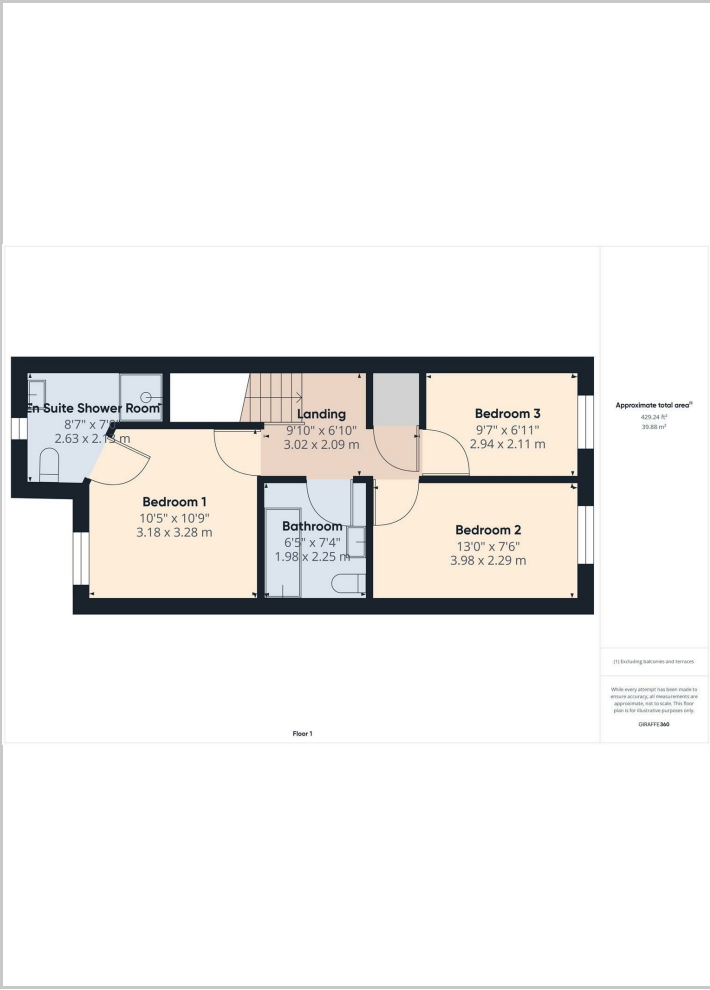 En Suite Shower Room
8'7" x 7'0"
2.63 x 2.13 m
Landing
9'10" x 6'10"
3.02 x 2.09 m
Bedroom 3
9'7" x 6'11"
2.94 x 2.11 m
Bedroom 1
10'5" x 10'9"
3.18 x 3.28 m
Bathroom
6'5" x 7'4"
1.98 x 2.25 m
Bedroom 2
13'0" x 7'6"
3.98 x 2.29 m
Floor 1
Approximate total area⁽¹⁾
429.24 ft²
39.88 m²
(1) Excluding balconies and terraces
While every attempt has been made to
ensure accuracy, all measurements are
approximate, not to scale. This floor
plan is for illustrative purposes only.
GIRAFFE360